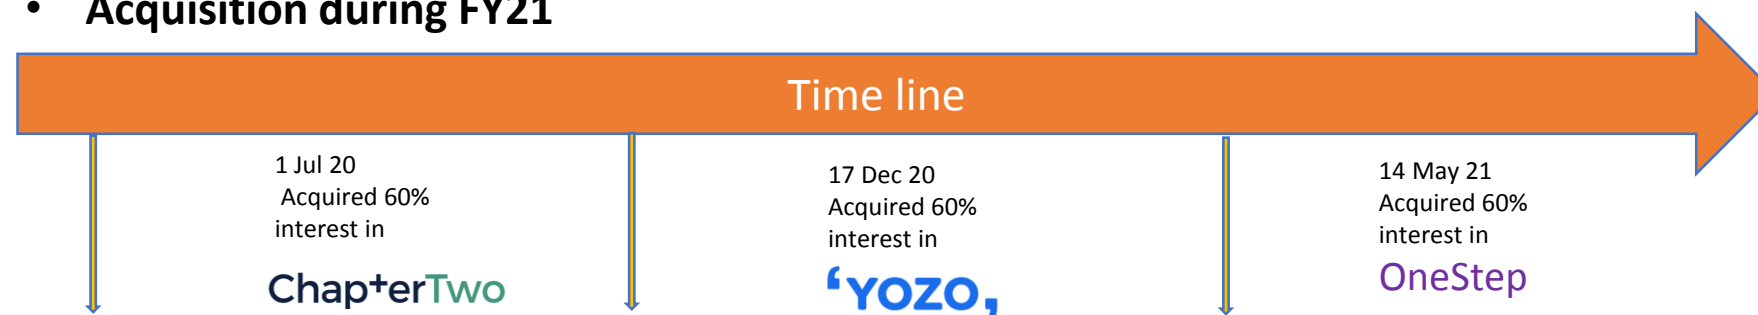 • Acquisition during FY21
Time line
1 Jul 20
Acquired 60%
interest in
ChapterTwo
17 Dec 20
Acquired 60%
interest in
‘YOZO,
14 May 21
Acquired 60%
interest in
OneStep